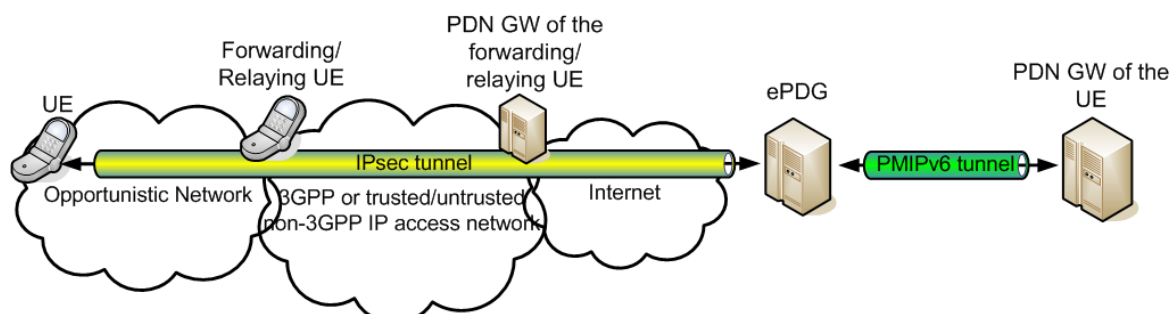 UE
Forwarding/
Relaying UE
PDN GW of the
forwarding/
relaying UE
ePDG
PDN GW of the
UE
IPsec tunnel
PMIPv6 tunnel
Opportunistic Network
3GPP or trusted/untrusted
non-3GPP IP access network
Internet